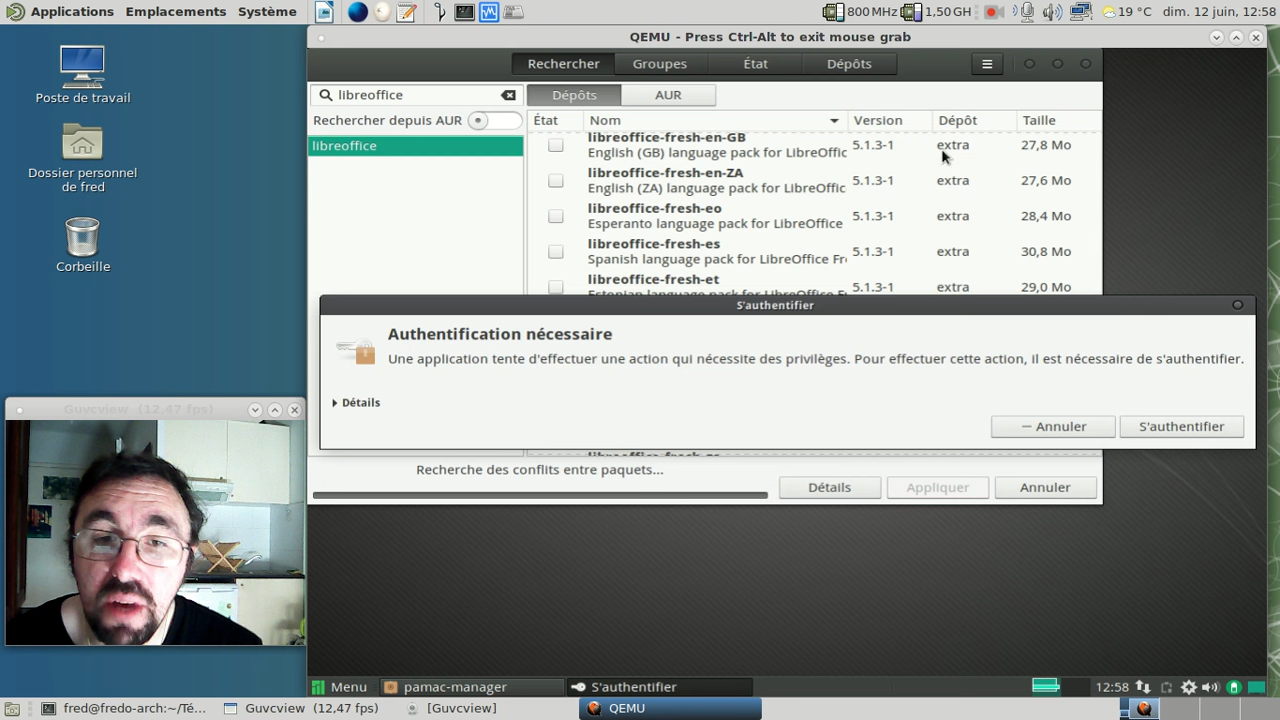 Applications Emplacements Système 800 MHz 1,50 GH 19 °C dim. 12 juin, 12:58
QEMU - Press Ctrl-Alt to exit mouse grab
Rechercher Groupes État Dépôts
libreoffice Dépôts AUR
Rechercher depuis AUR État Nom Version Dépôt Taille
libreoffice
libreoffice-fresh-en-GB
English (GB) language pack for LibreOffic 5.1.3-1 extra 27,8 Mo
libreoffice-fresh-en-ZA
English (ZA) language pack for LibreOffic 5.1.3-1 extra 27,6 Mo
libreoffice-fresh-eo
Esperanto language pack for LibreOffice 5.1.3-1 extra 28,4 Mo
libreoffice-fresh-es
Spanish language pack for LibreOffice Fr 5.1.3-1 extra 30,8 Mo
libreoffice-fresh-et
5.1.3-1 extra 29,0 Mo
Poste de travail
Dossier personnel
de fred
Corbeille
S'authentifier
Authentification nécessaire
Une application tente d'effectuer une action qui nécessite des privilèges. Pour effectuer cette action, il est nécessaire de s'authentifier.
Détails
Annuler S'authentifier
Recherche des conflits entre paquets...
Détails Appliquer Annuler
Guvcview (12,47 fps)
Menu pamac-manager S'authentifier 12:58
fred@fredo-arch:~/Té... Guvcview (12,47 fps) [Guvcview] QEMU